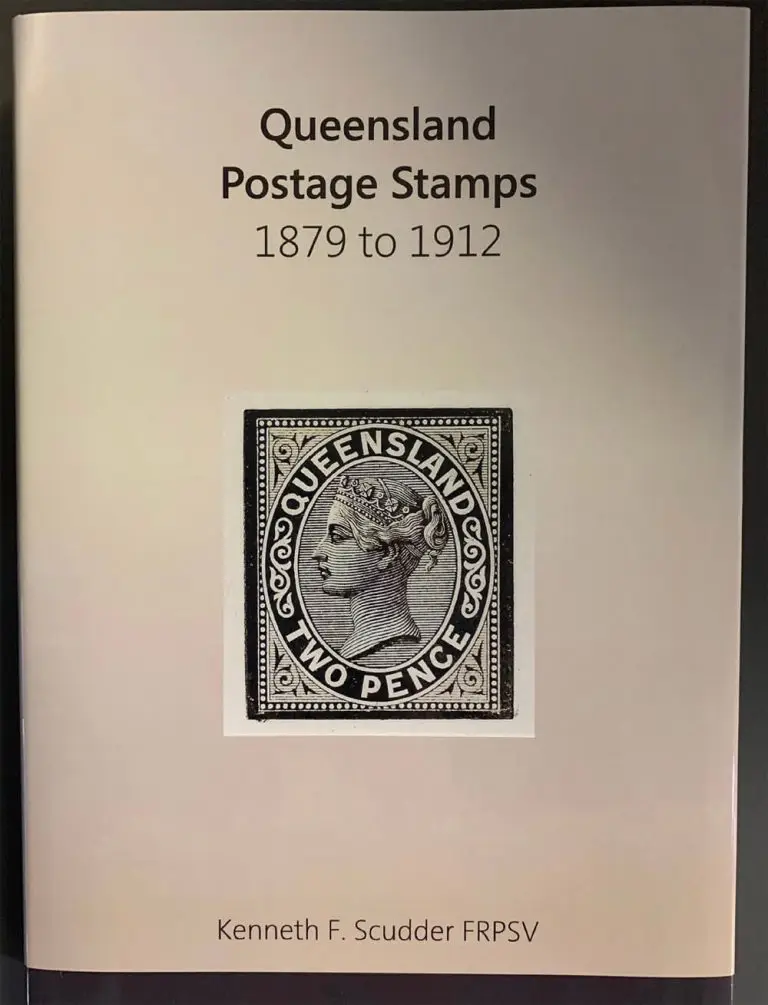 Queensland
Postage Stamps
1879 to 1912
QUEENSLAND
TWO PENCE
Kenneth F. Scudder FRPSV